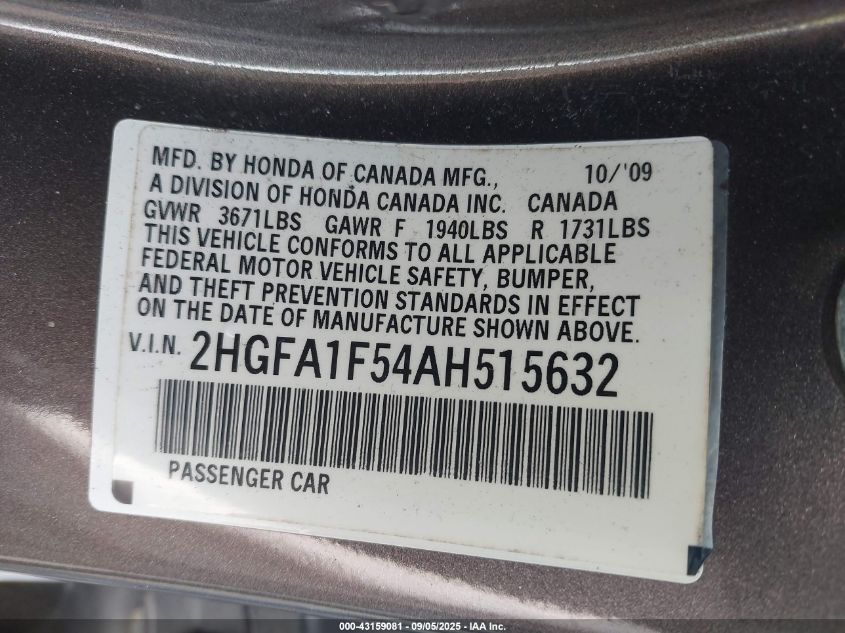 MFD. BY HONDA OF CANADA MFG., 10/'09
A DIVISION OF HONDA CANADA INC. CANADA
GVWR 3671LBS GAWR F 1940LBS R 1731LBS
THIS VEHICLE CONFORMS TO ALL APPLICABLE
FEDERAL MOTOR VEHICLE SAFETY, BUMPER,
AND THEFT PREVENTION STANDARDS IN EFFECT
ON THE DATE OF MANUFACTURE SHOWN ABOVE.
V.I.N. 2HGFA1F54AH515632
PASSENGER CAR
000-43159081 - 09/05/2025 - IAA Inc.